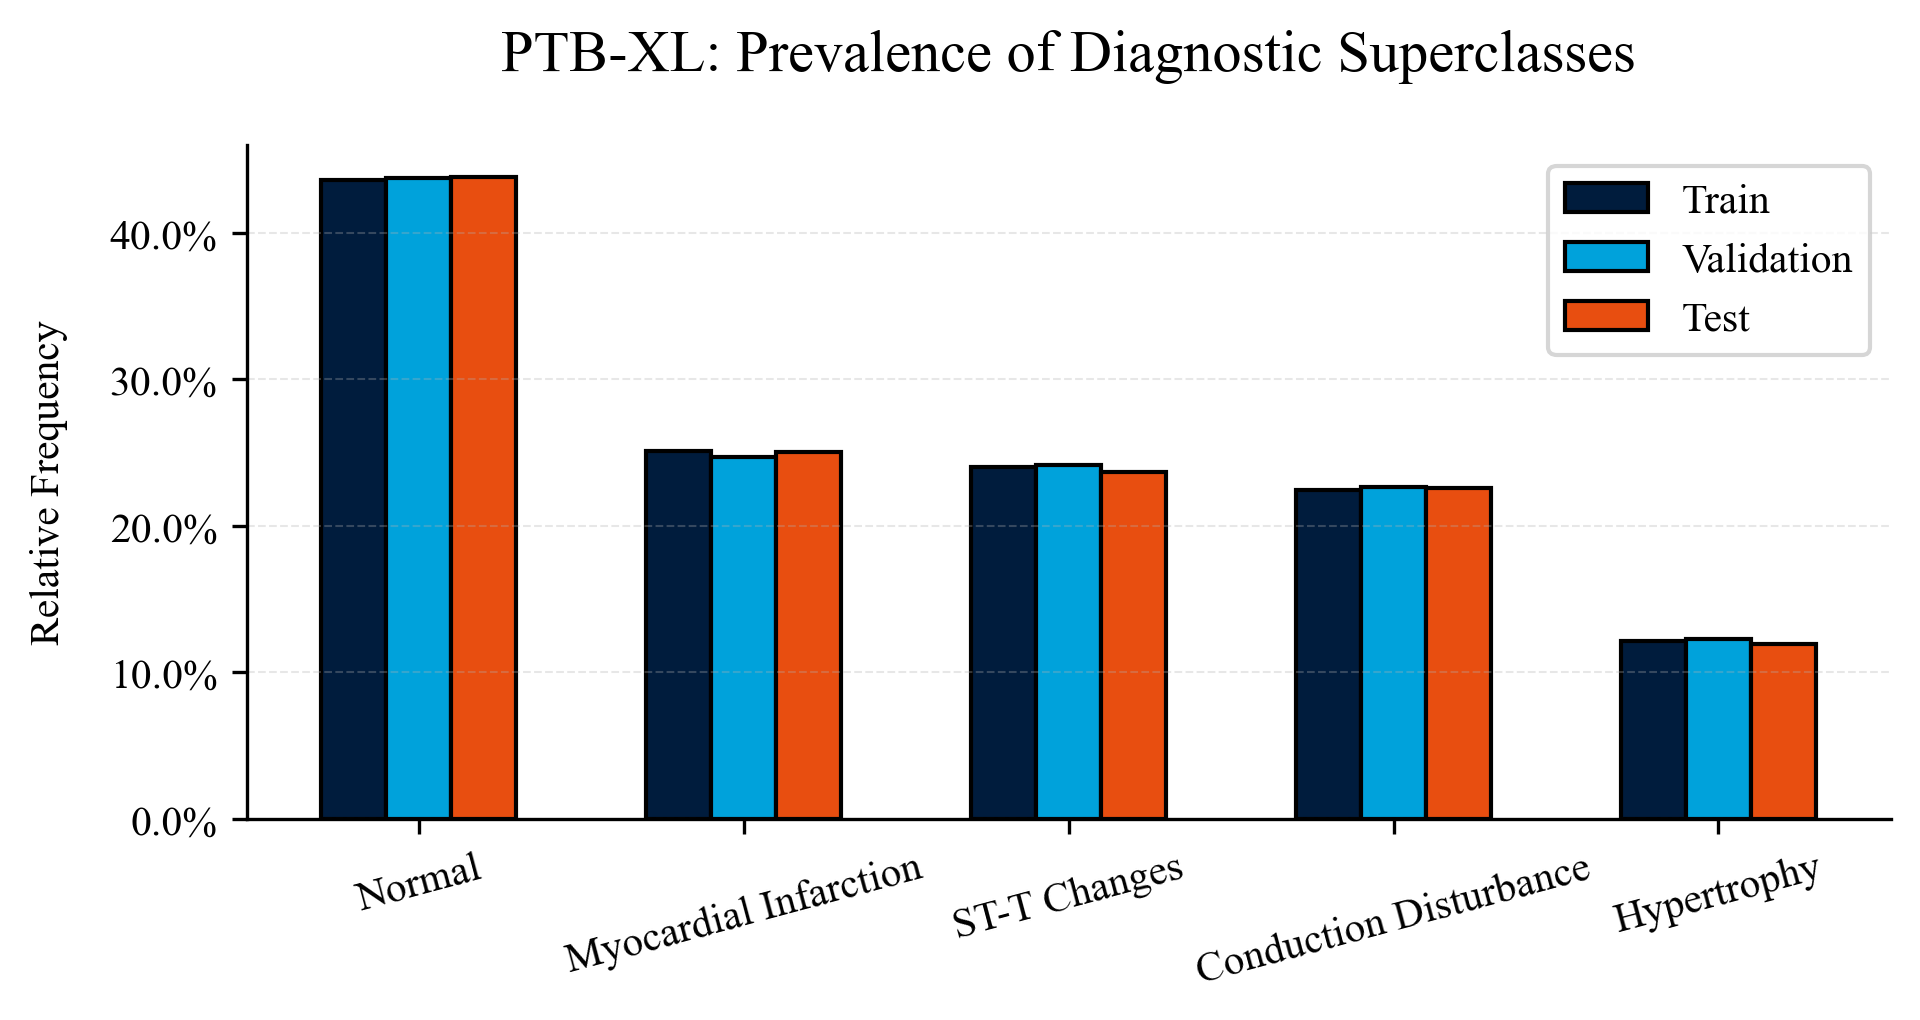 PTB-XL: Prevalence of Diagnostic Superclasses
Relative Frequency
40.0%
30.0%
20.0%
10.0%
0.0%
Train
Validation
Test
Normal
Myocardial Infarction
ST-T Changes
Conduction Disturbance
Hypertrophy